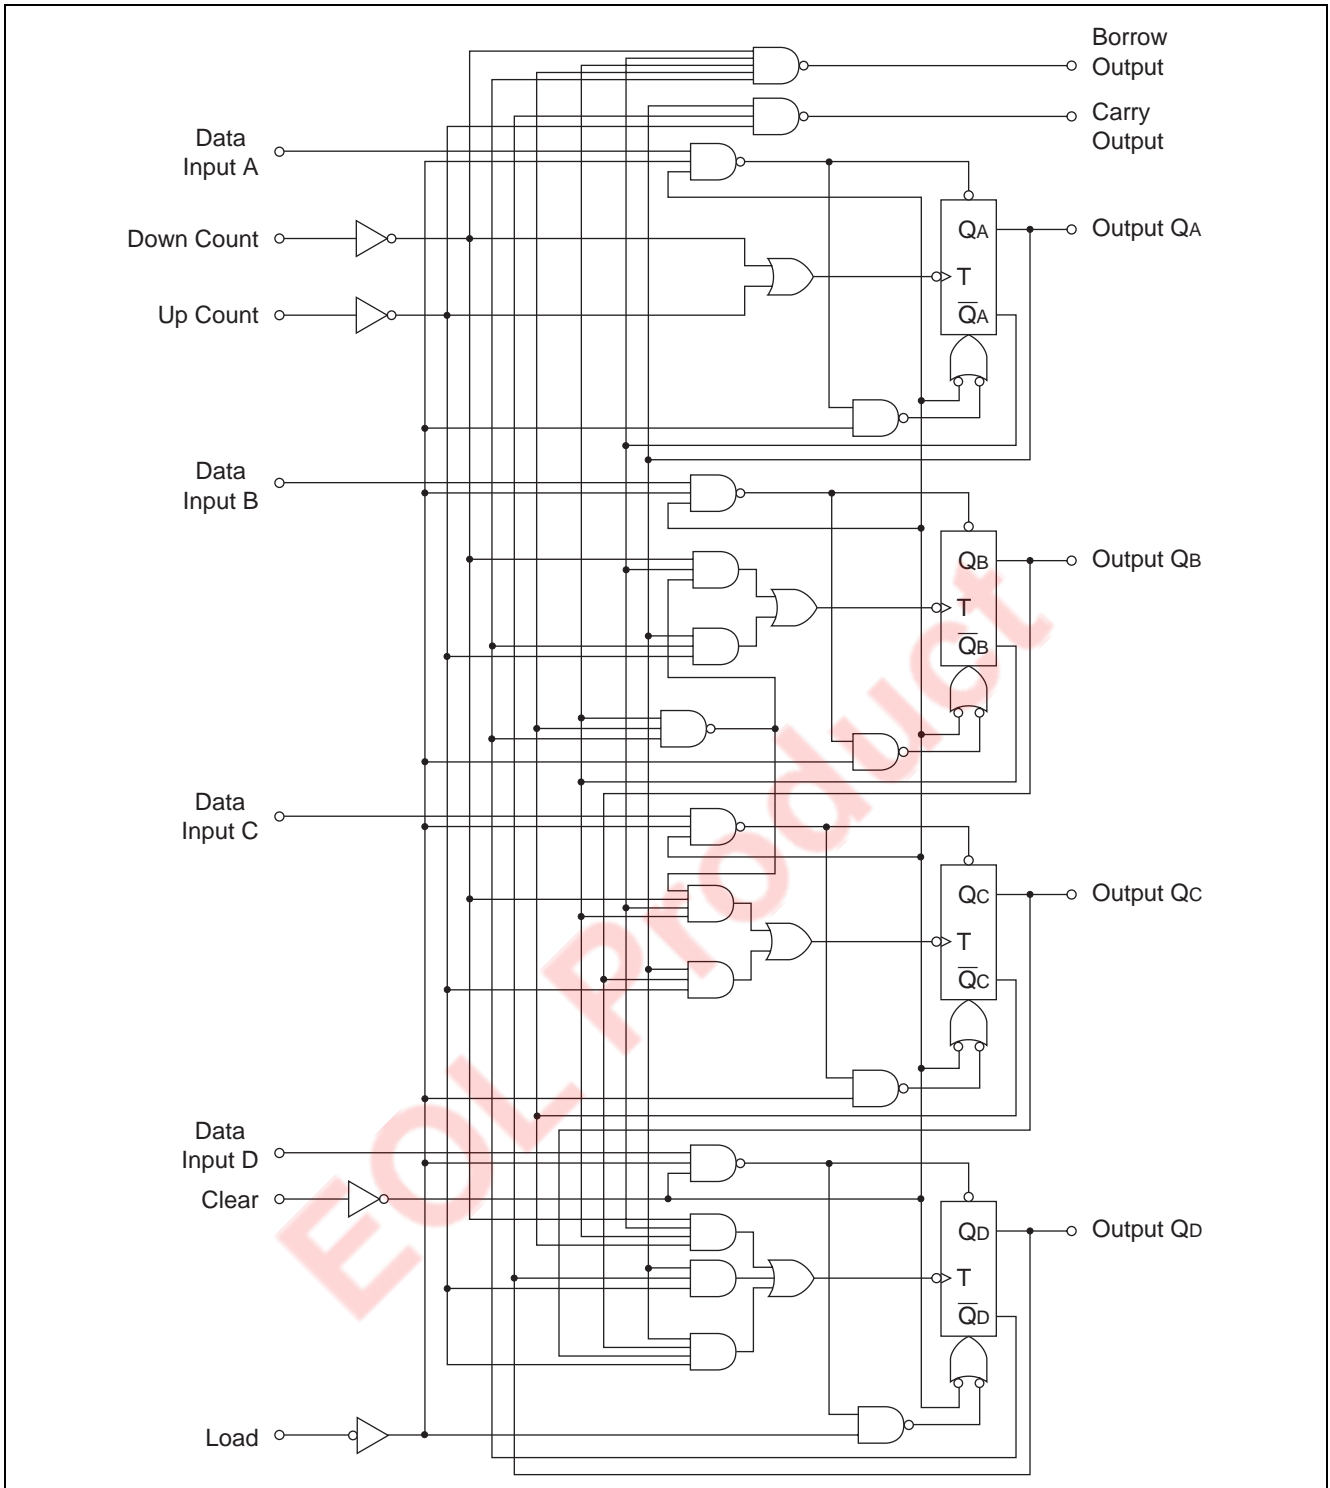 Borrow
Output
Carry
Output
Data
Input A
Down Count
Up Count
QA
T
QA
Output QA
Data
Input B
QB
T
QB
Output QB
Data
Input C
QC
T
QC
Output QC
Data
Input D
Clear
QD
T
QD
Output QD
Load
EOL Product